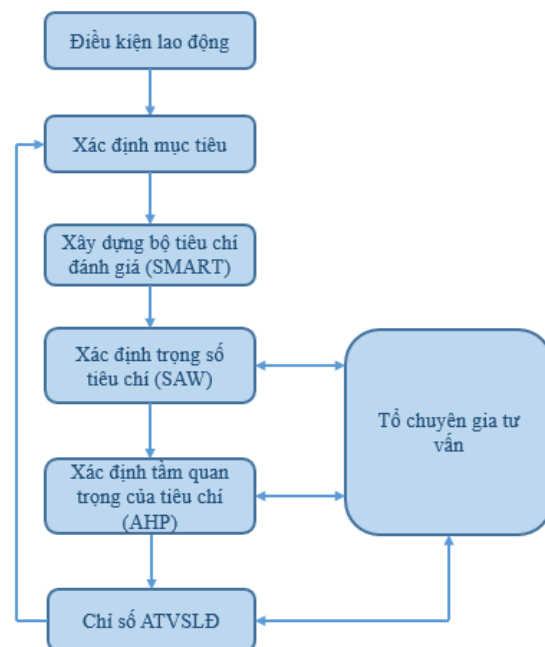 Điều kiện lao động
Xác định mục tiêu
Xây dựng bộ tiêu chí
đánh giá (SMART)
Xác định trọng số
tiêu chí (SAW)
Tổ chuyên gia tư
vấn
Xác định tầm quan
trọng của tiêu chí
(AHP)
Chỉ số ATVSLĐ